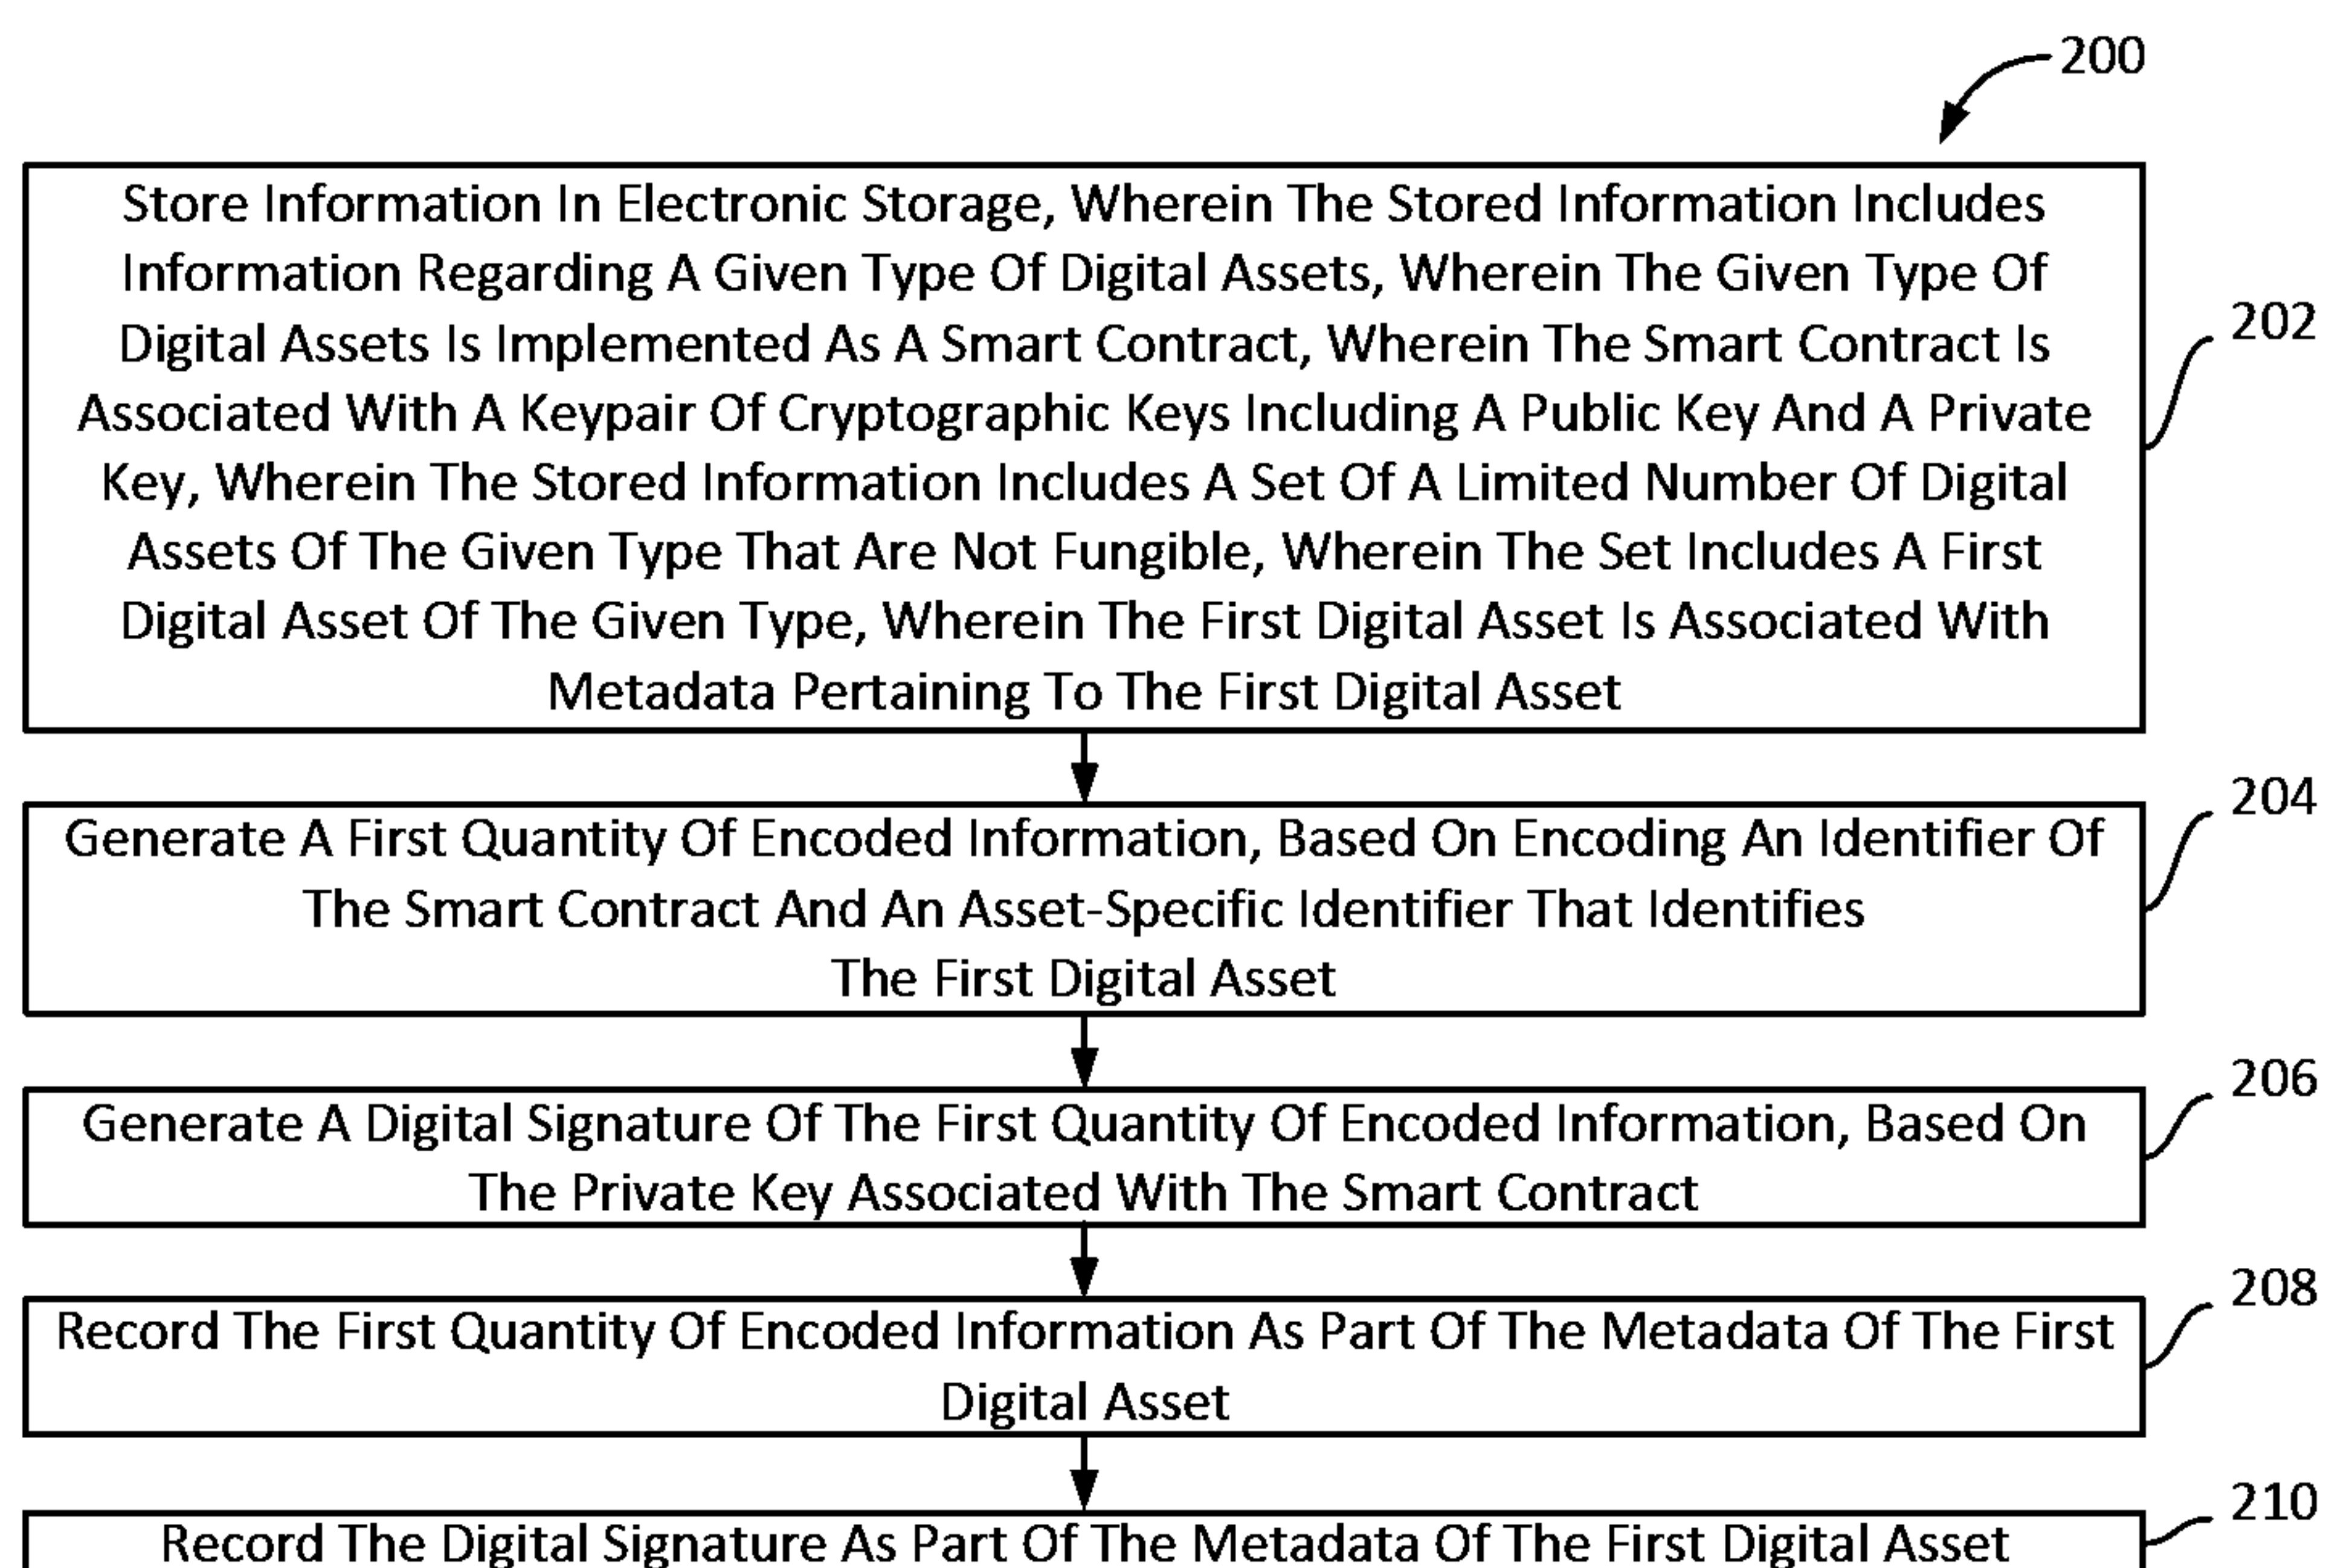 200
Store Information In Electronic Storage, Wherein The Stored Information Includes
Information Regarding A Given Type Of Digital Assets, Wherein The Given Type Of
Digital Assets Is Implemented As A Smart Contract, Wherein The Smart Contract Is
Associated With A Keypair Of Cryptographic Keys Including A Public Key And A Private
Key, Wherein The Stored Information Includes A Set Of A Limited Number Of Digital
Assets Of The Given Type That Are Not Fungible, Wherein The Set Includes A First
Digital Asset Of The Given Type, Wherein The First Digital Asset Is Associated With
Metadata Pertaining To The First Digital Asset
202
Generate A First Quantity Of Encoded Information, Based On Encoding An Identifier Of
The Smart Contract And An Asset-Specific Identifier That Identifies
The First Digital Asset
204
Generate A Digital Signature Of The First Quantity Of Encoded Information, Based On
The Private Key Associated With The Smart Contract
206
Record The First Quantity Of Encoded Information As Part Of The Metadata Of The First
Digital Asset
208
Record The Digital Signature As Part Of The Metadata Of The First Digital Asset
210